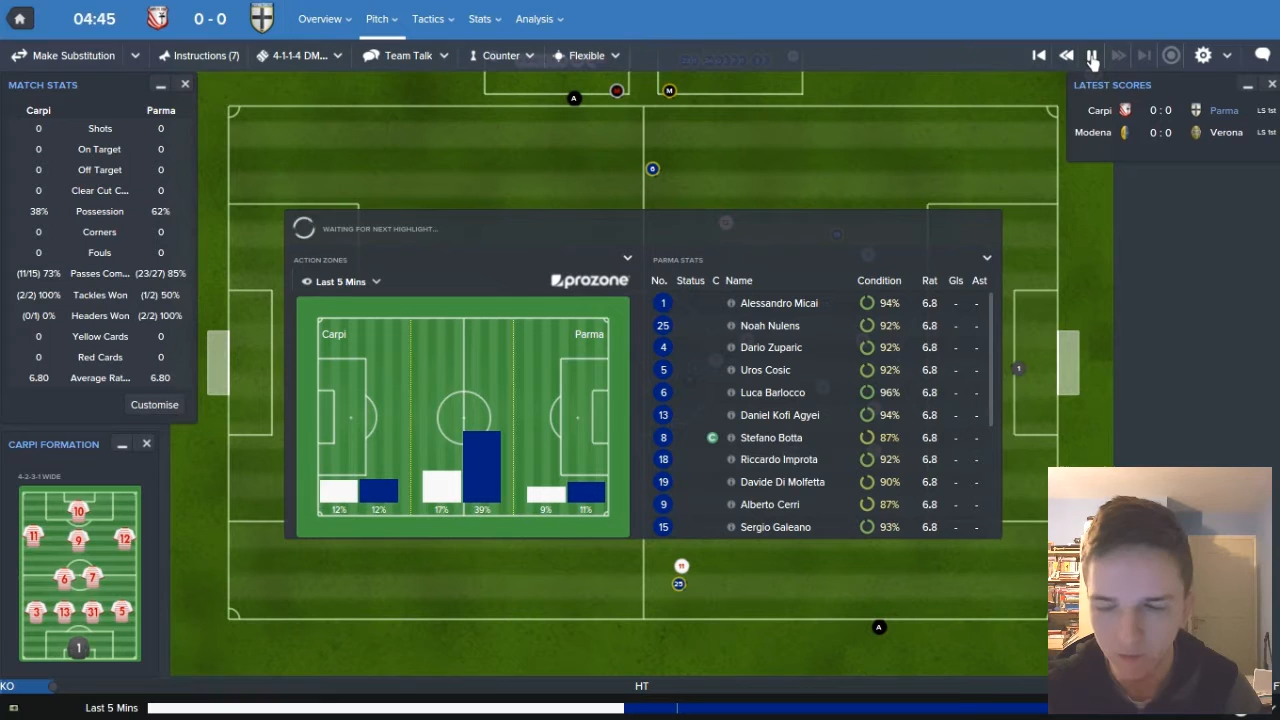 04:45 0 - 0 Overview Pitch Tactics Stats Analysis
Make Substitution Instructions (7) 4-1-1-4 DM... Team Talk Counter Flexible
MATCH STATS
Carpi Parma
0 Shots 0
0 On Target 0
0 Off Target 0
0 Clear Cut C... 0
38% Possession 62%
0 Corners 0
0 Fouls 0
(11/15) 73% Passes Com... (23/27) 85%
(2/2) 100% Tackles Won (1/2) 50%
(0/1) 0% Headers Won (2/2) 100%
0 Yellow Cards 0
0 Red Cards 0
6.80 Average Rat... 6.80
Customise
CARPI FORMATION
4-2-3-1 WIDE
10
11 9 12
6 7
3 13 31 5
1
A M
6
WAITING FOR NEXT HIGHLIGHT...
ACTION ZONES
Last 5 Mins prozone
Carpi Parma
12% 12% 17% 39% 9% 11%
PARMA STATS
No. Status C Name Condition Rat Gls Ast
1 Alessandro Micai 94% 6.8 - -
25 Noah Nulens 92% 6.8 - -
4 Dario Zuparic 92% 6.8 - -
5 Uros Cosic 92% 6.8 - -
6 Luca Barlocco 96% 6.8 - -
13 Daniel Kofi Agyei 94% 6.8 - -
8 C Stefano Botta 87% 6.8 - -
18 Riccardo Improta 92% 6.8 - -
19 Davide Di Molfetta 90% 6.8 - -
9 Alberto Cerri 87% 6.8 - -
15 Sergio Galeano 93% 6.8 - -
1
11
25
A
LATEST SCORES
Carpi 0 : 0 Parma LS 1st
Modena 0 : 0 Verona LS 1st
KO HT F
Last 5 Mins